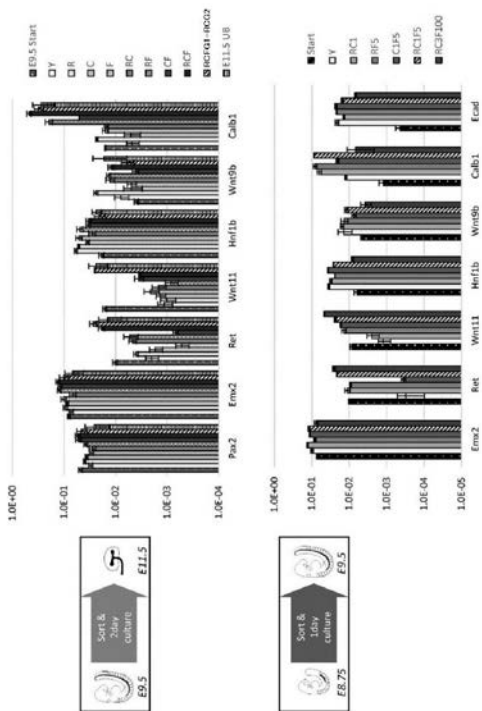 E9.5
Sort &
2day
culture
E11.5
1.0E+00
1.0E-01
1.0E-02
1.0E-03
1.0E-04
Pax2
Emx2
Ret
Wnt11
Hnf1b
Wnt9b
Calb1
E9.5 Start
Y
R
C
F
RC
RF
CF
RCF
RCFG1-RCG2
E11.5 UB
E8.75
Sort &
1day
culture
E9.5
1.0E+00
1.0E-01
1.0E-02
1.0E-03
1.0E-04
1.0E-05
Emx2
Ret
Wnt11
Hnf1b
Wnt9b
Calb1
Ecad
Start
Y
RC1
RF5
C1F5
RC1F5
RC3F100